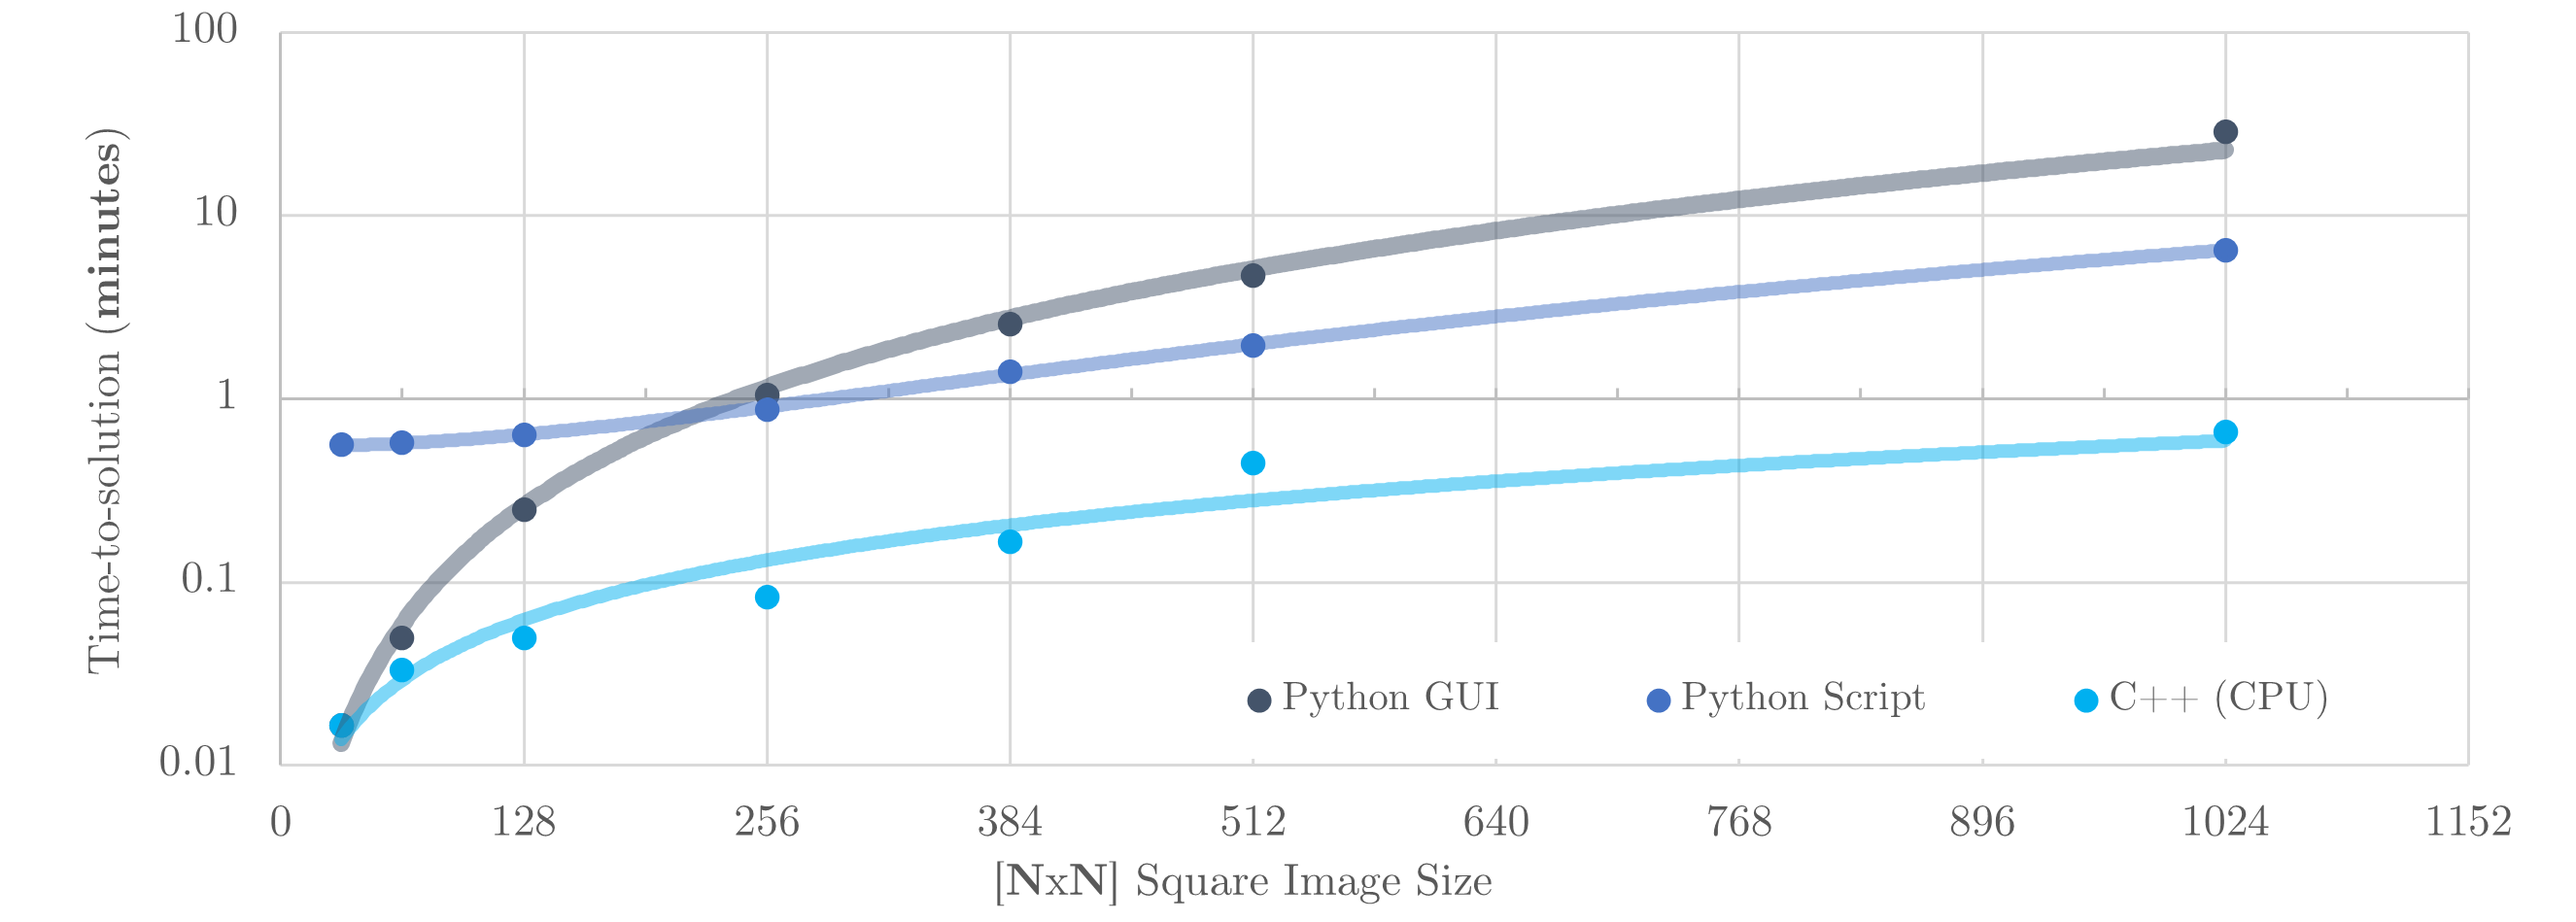 100
10
1
0.1
0.01
Time-to-solution (minutes)
Python GUI
Python Script
C++ (CPU)
0 128 256 384 512 640 768 896 1024 1152
[NxN] Square Image Size